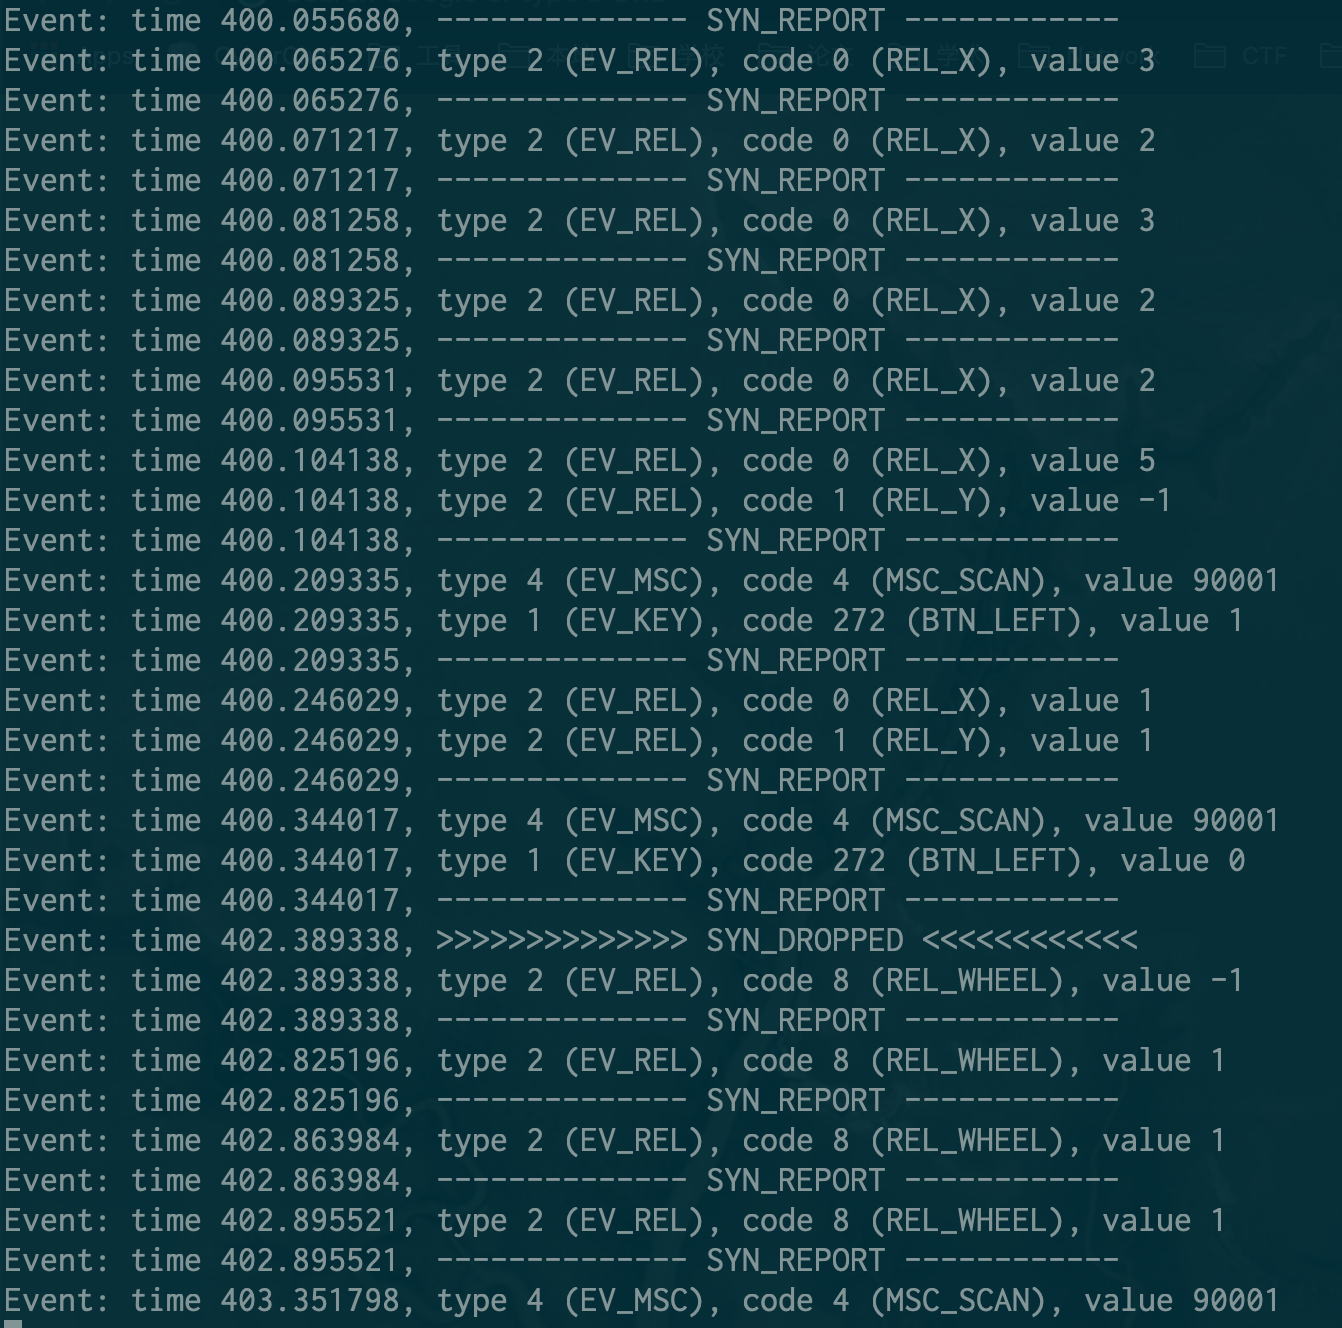 Event: time 400.055680, -------------- SYN_REPORT ------------
Event: time 400.065276, type 2 (EV_REL), code 0 (REL_X), value 3
Event: time 400.065276, -------------- SYN_REPORT ------------
Event: time 400.071217, type 2 (EV_REL), code 0 (REL_X), value 2
Event: time 400.071217, -------------- SYN_REPORT ------------
Event: time 400.081258, type 2 (EV_REL), code 0 (REL_X), value 3
Event: time 400.081258, -------------- SYN_REPORT ------------
Event: time 400.089325, type 2 (EV_REL), code 0 (REL_X), value 2
Event: time 400.089325, -------------- SYN_REPORT ------------
Event: time 400.095531, type 2 (EV_REL), code 0 (REL_X), value 2
Event: time 400.095531, -------------- SYN_REPORT ------------
Event: time 400.104138, type 2 (EV_REL), code 0 (REL_X), value 5
Event: time 400.104138, type 2 (EV_REL), code 1 (REL_Y), value -1
Event: time 400.104138, -------------- SYN_REPORT ------------
Event: time 400.209335, type 4 (EV_MSC), code 4 (MSC_SCAN), value 90001
Event: time 400.209335, type 1 (EV_KEY), code 272 (BTN_LEFT), value 1
Event: time 400.209335, -------------- SYN_REPORT ------------
Event: time 400.246029, type 2 (EV_REL), code 0 (REL_X), value 1
Event: time 400.246029, type 2 (EV_REL), code 1 (REL_Y), value 1
Event: time 400.246029, -------------- SYN_REPORT ------------
Event: time 400.344017, type 4 (EV_MSC), code 4 (MSC_SCAN), value 90001
Event: time 400.344017, type 1 (EV_KEY), code 272 (BTN_LEFT), value 0
Event: time 400.344017, -------------- SYN_REPORT ------------
Event: time 402.389338, >>>>>>>>>>>>>> SYN_DROPPED <<<<<<<<<<<<
Event: time 402.389338, type 2 (EV_REL), code 8 (REL_WHEEL), value -1
Event: time 402.389338, -------------- SYN_REPORT ------------
Event: time 402.825196, type 2 (EV_REL), code 8 (REL_WHEEL), value 1
Event: time 402.825196, -------------- SYN_REPORT ------------
Event: time 402.863984, type 2 (EV_REL), code 8 (REL_WHEEL), value 1
Event: time 402.863984, -------------- SYN_REPORT ------------
Event: time 402.895521, type 2 (EV_REL), code 8 (REL_WHEEL), value 1
Event: time 402.895521, -------------- SYN_REPORT ------------
Event: time 403.351798, type 4 (EV_MSC), code 4 (MSC_SCAN), value 90001
CTF